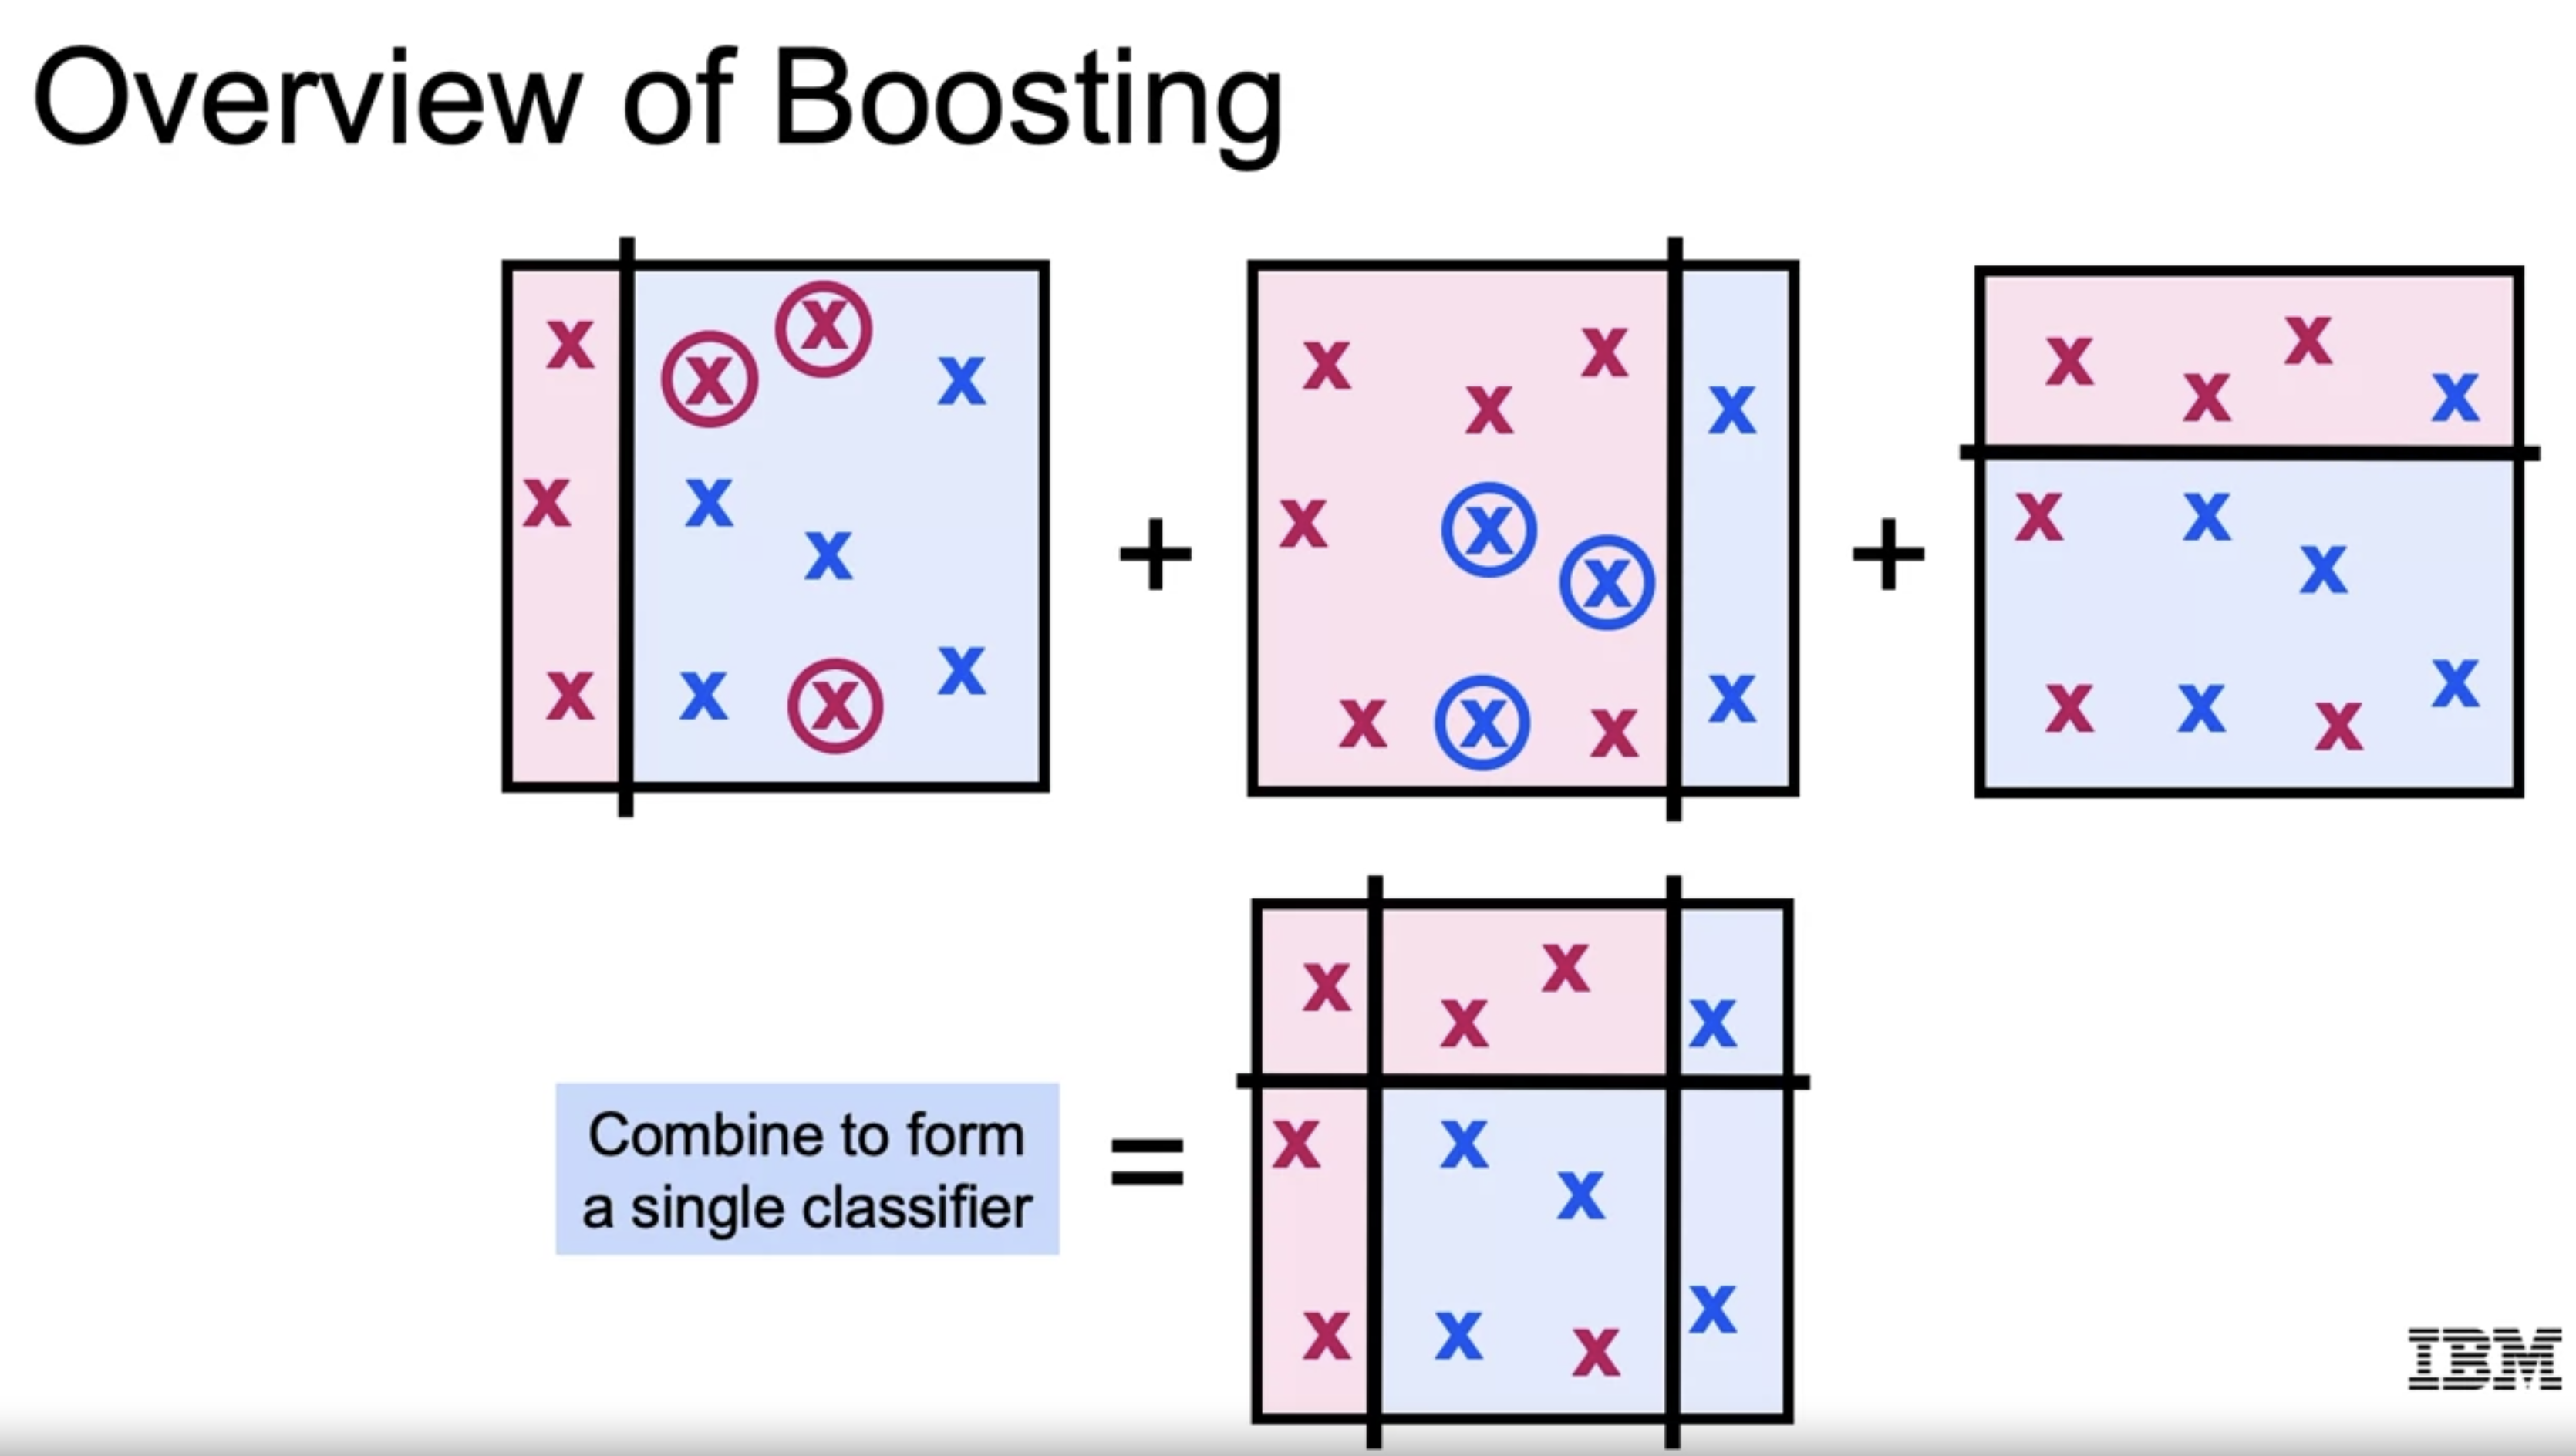 Overview of Boosting
x x x x x x x x x x x
+
x x x x x x x x x x x
+
x x x x x x x x x x x
Combine to form
a single classifier
=
x x x x x x x x x x x
IBM